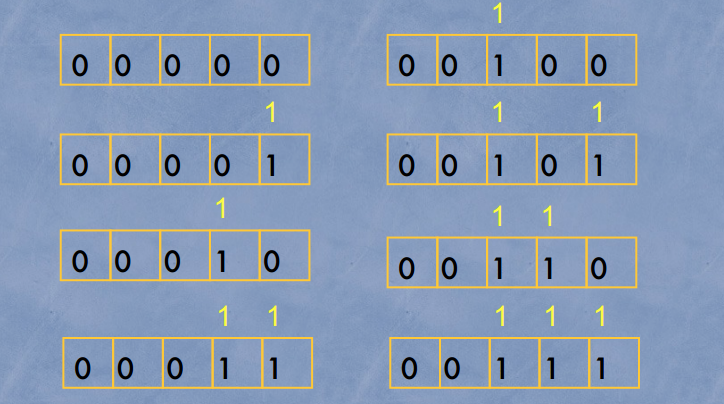 0 0 0 0 0
1
0 0 0 0 1
1
0 0 0 1 0
1 1
0 0 0 1 1
1
0 0 1 0 0
1 1
0 0 1 0 1
1 1
0 0 1 1 0
1 1 1
0 0 1 1 1